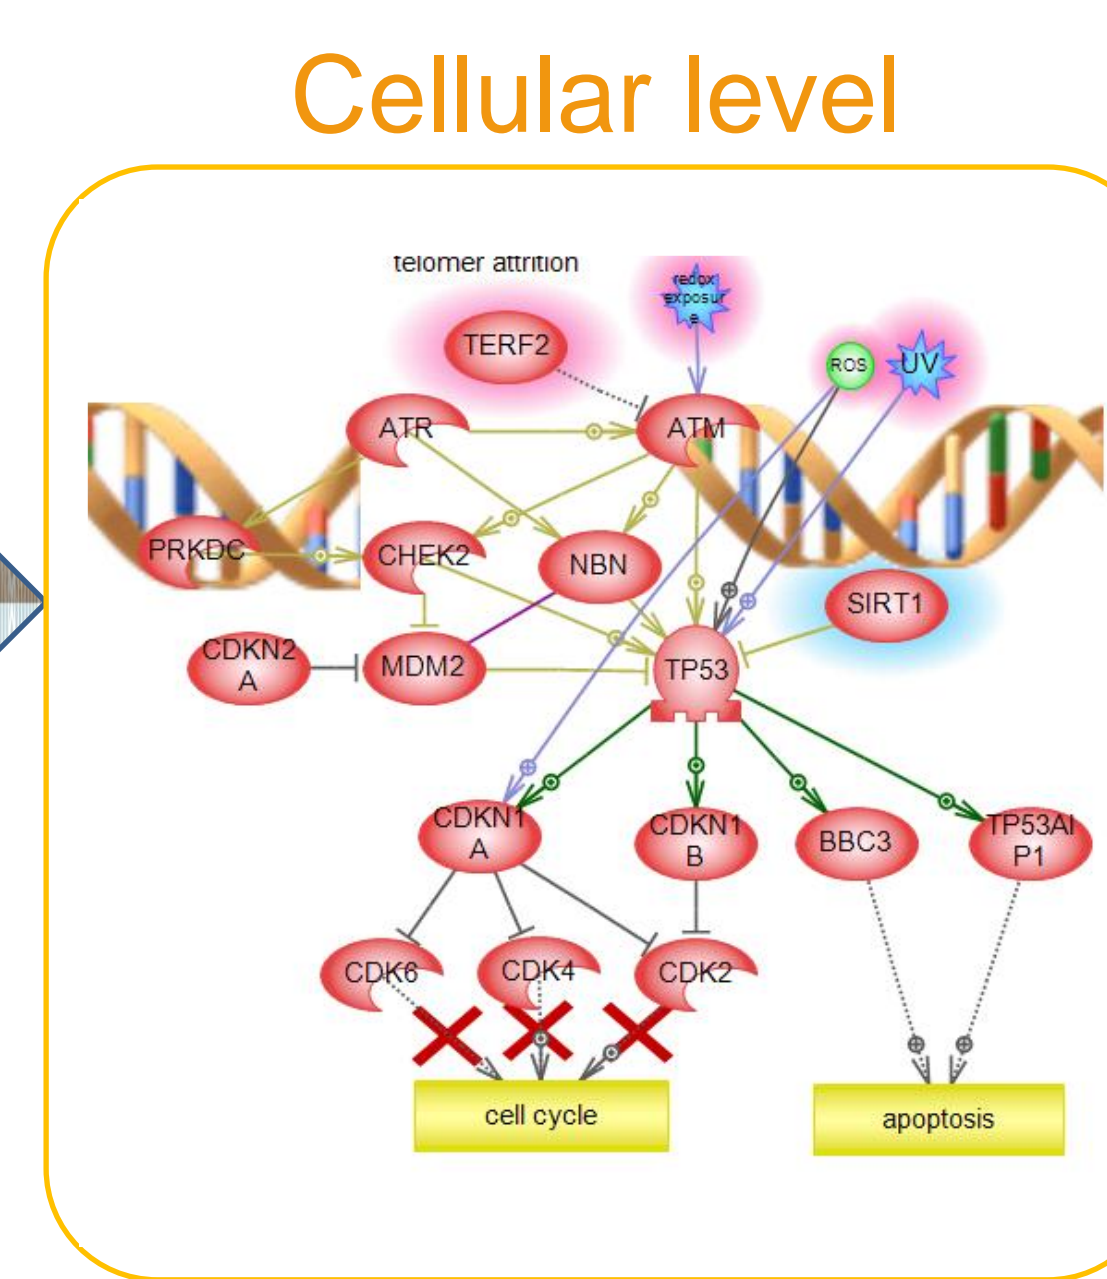 Cellular level
telomer attrition
redox
exposur
e
TERF2
ROS
UV
ATR
ATM
PRKDC
CHEK2
NBN
SIRT1
CDKN2
A
MDM2
TP53
CDKN1
A
CDKN1
B
BBC3
TP53AI
P1
CDK6
CDK4
CDK2
cell cycle
apoptosis